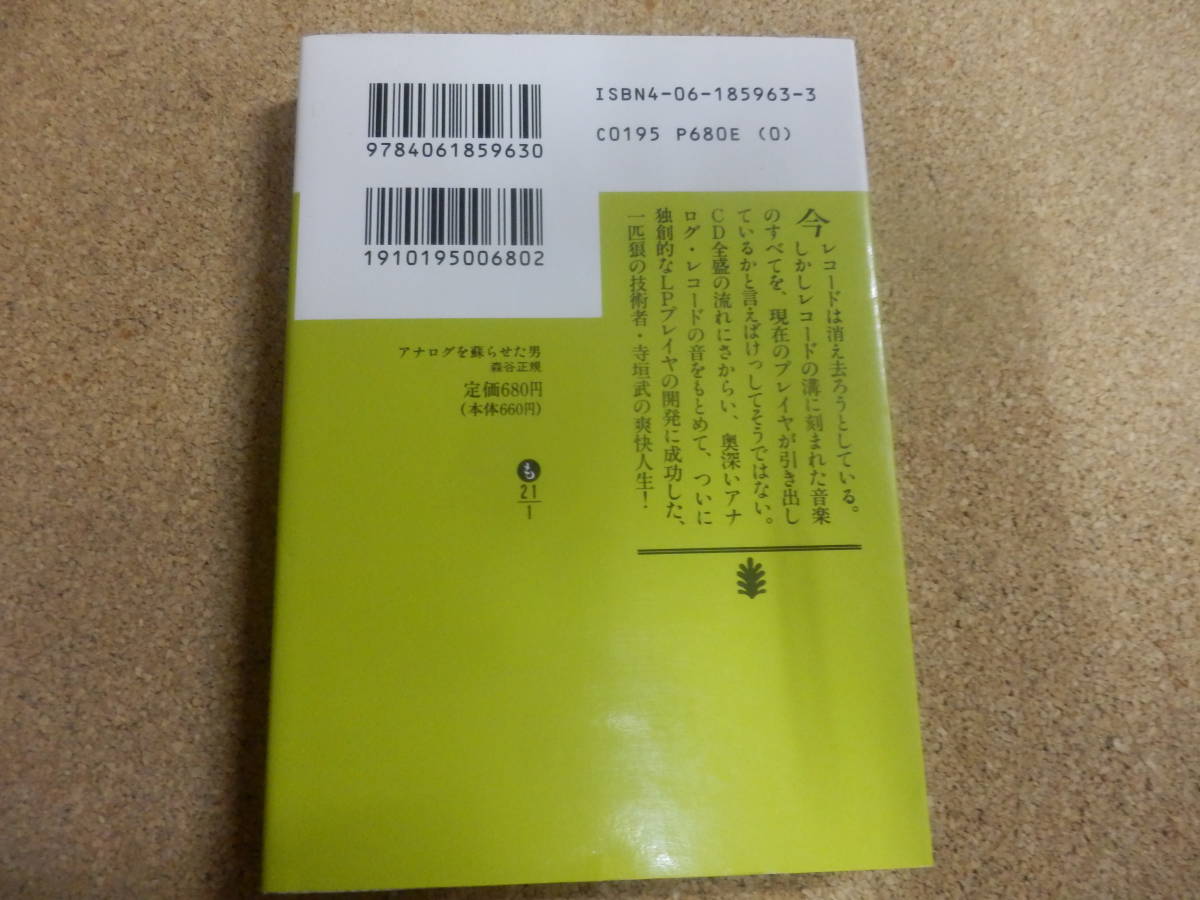 9784061859630
1910195006802
ISBN4-06-185963-3
C0195 P680E (0)
今レコードは消え去ろうとしている。
しかしレコードの溝に刻まれた音楽
のすべてを、現在のプレイヤが引き出し
ているかと言えばけっしてそうではない。
CD全盛の流れにさからい、奥深いアナ
ログ・レコードの音をもとめて、ついに
独創的なLPプレイヤの開発に成功した、
一匹狼の技術者・寺垣武の爽快人生!
アナログを蘇らせた男
森谷正規
定価680円
(本体660円)
も
21
1